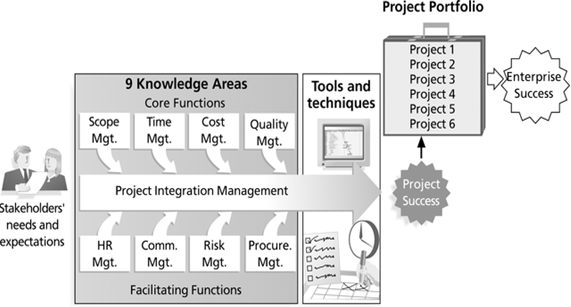 Project Portfolio
Project 1
Project 2
Project 3
Project 4
Project 5
Project 6
Enterprise
Success
9 Knowledge Areas
Core Functions
Tools and
techniques
Scope
Mgt.
Time
Mgt.
Cost
Mgt.
Quality
Mgt.
Project Integration Management
Project
Success
Stakeholders'
needs and
expectations
HR
Mgt.
Comm.
Mgt.
Risk
Mgt.
Procure.
Mgt.
Facilitating Functions